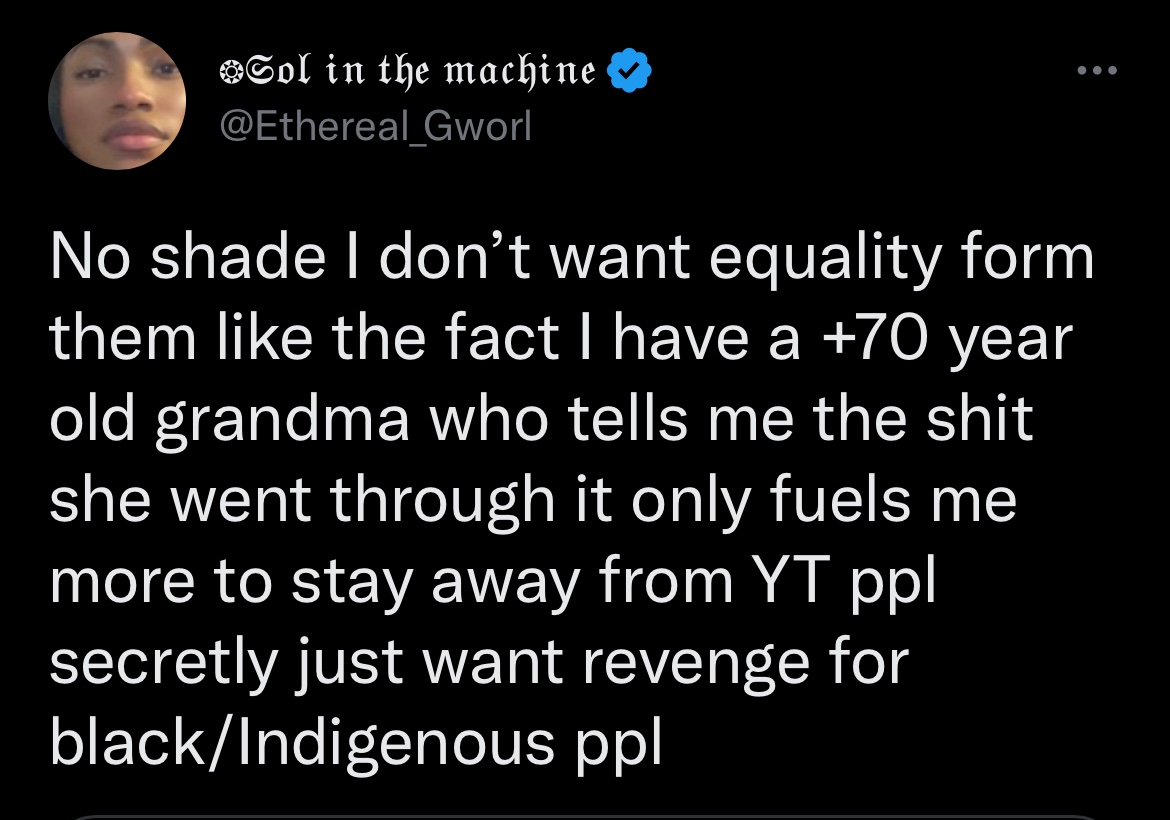 ❂𝕾𝖔𝖑 𝖎𝖓 𝖙𝖍𝖊 𝖒𝖆𝖈𝖍𝖎𝖓𝖊
@Ethereal_Gworl
No shade I don’t want equality form
them like the fact I have a +70 year
old grandma who tells me the shit
she went through it only fuels me
more to stay away from YT ppl
secretly just want revenge for
black/Indigenous ppl